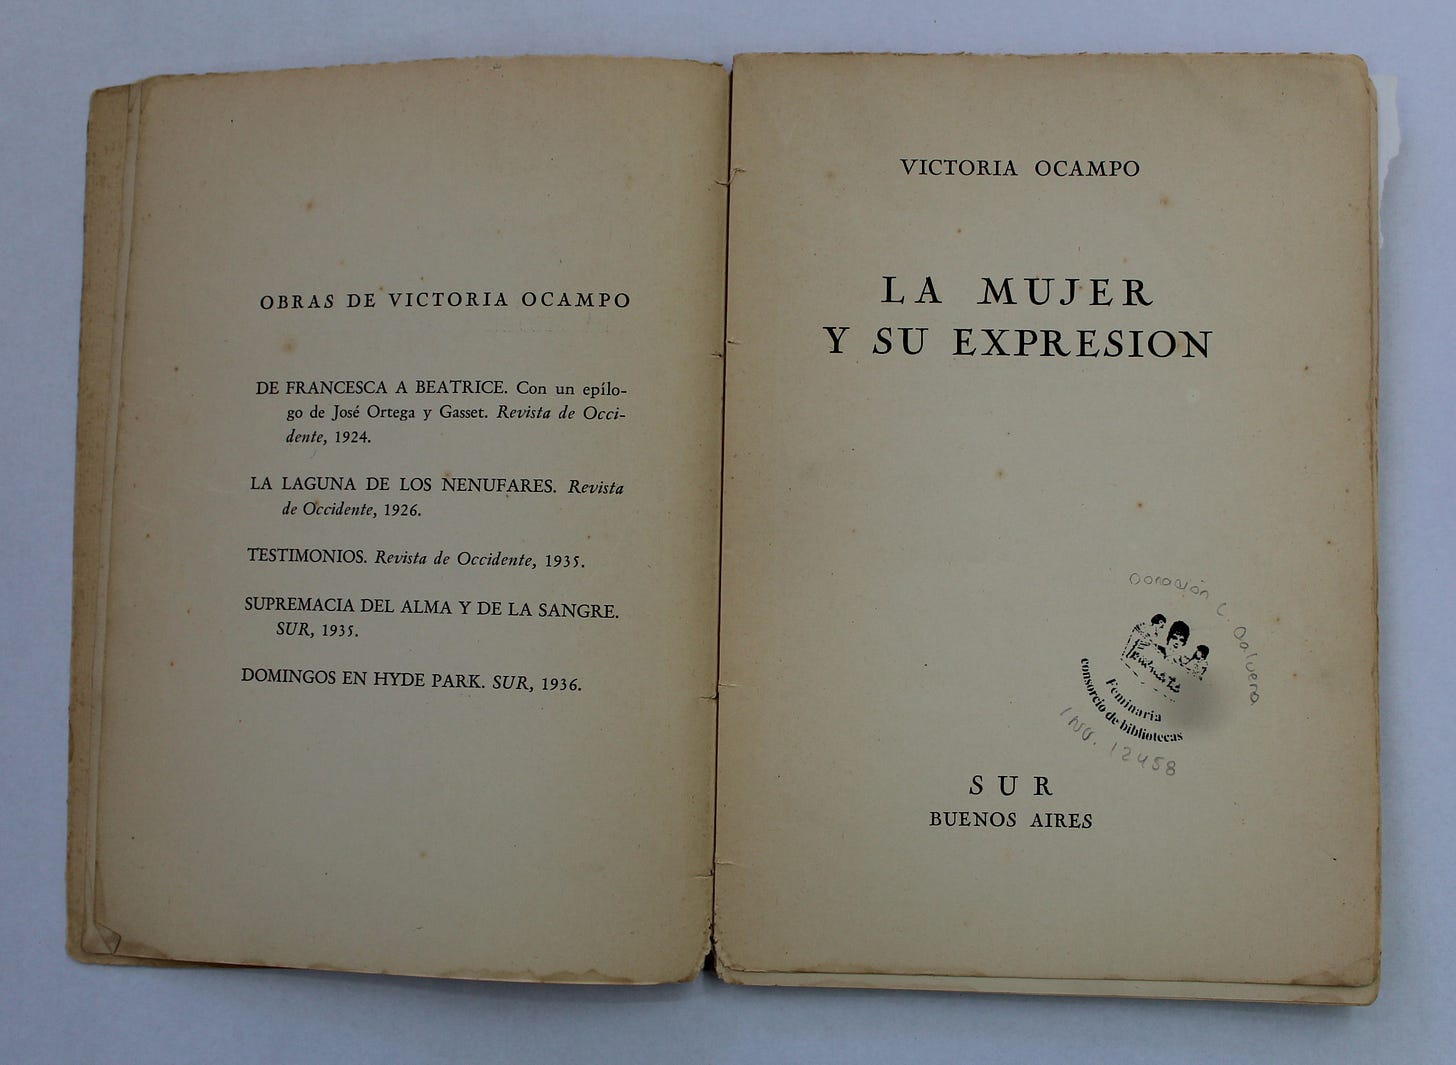 OBRAS DE VICTORIA OCAMPO
DE FRANCESCA A BEATRICE. Con un epílo-
go de José Ortega y Gasset. Revista de Occi-
dente, 1924.
LA LAGUNA DE LOS NENUFARES. Revista
de Occidente, 1926.
TESTIMONIOS. Revista de Occidente, 1935.
SUPREMACIA DEL ALMA Y DE LA SANGRE.
SUR, 1935.
DOMINGOS EN HYDE PARK. SUR, 1936.
VICTORIA OCAMPO
LA MUJER
Y SU EXPRESION
Donación
Feminaria
consorcio de bibliotecas
12458
SUR
BUENOS AIRES